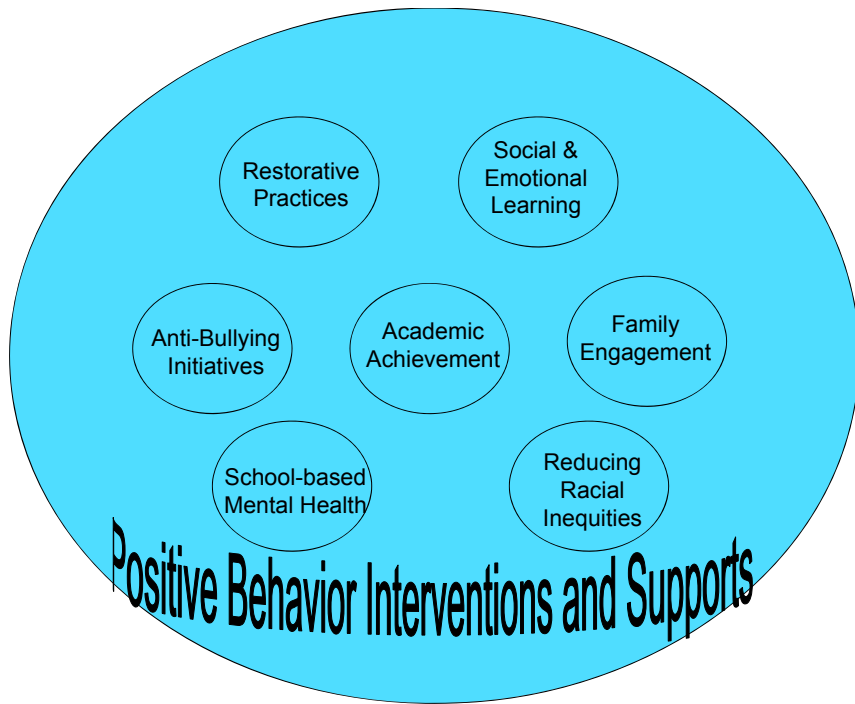 Restorative
Practices
Social &
Emotional
Learning
Anti-Bullying
Initiatives
Academic
Achievement
Family
Engagement
School-based
Mental Health
Reducing
Racial
Inequities
Positive Behavior Interventions and Supports